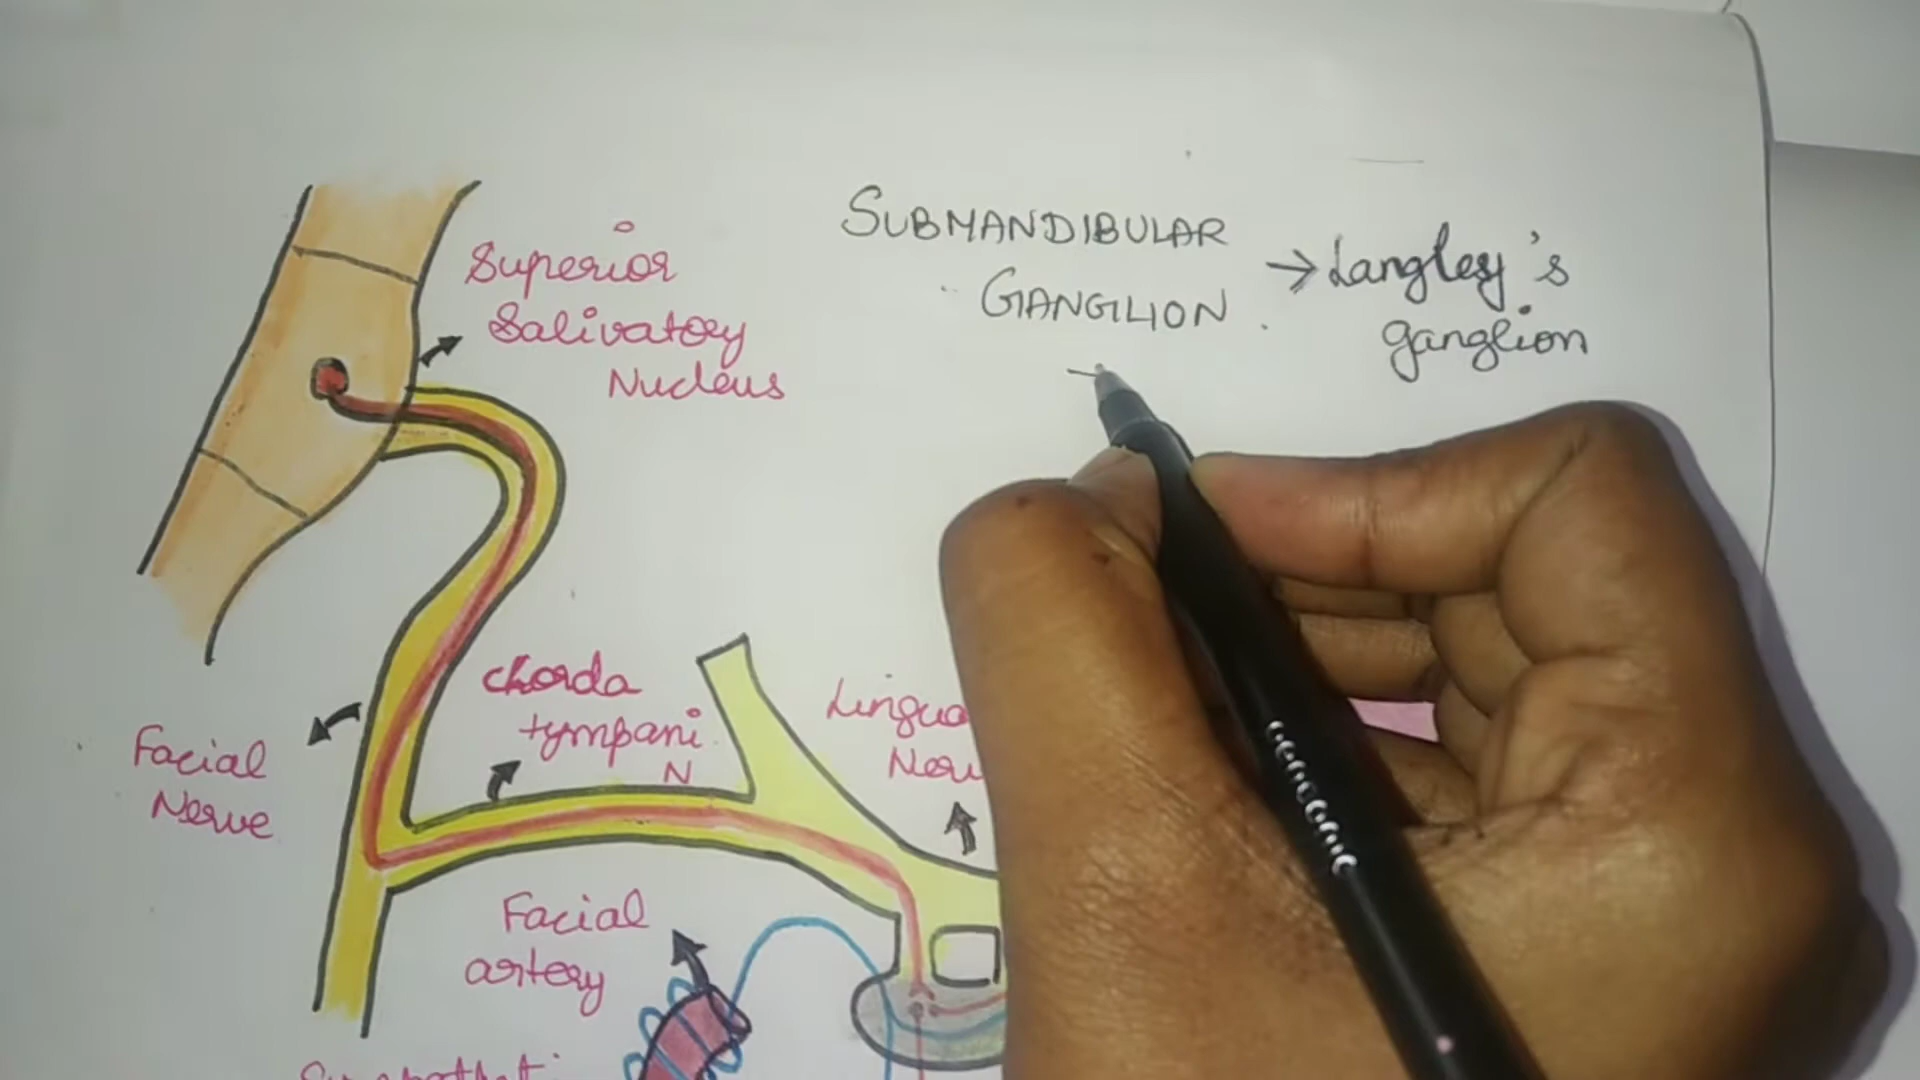 SUBMANDIBULAR
GANGLION
→ Langley's
ganglion
Superior
Salivatory
Nucleus
Chorda
tympani
N
Facial
Nerve
Facial
artery